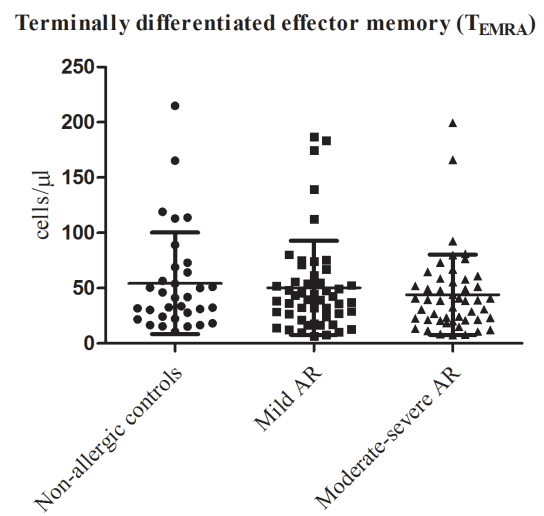 Terminally differentiated effector memory (TEMRA)
250
200
150
100
50
0
cells/μl
Non-allergic controls
Mild AR
Moderate-severe AR